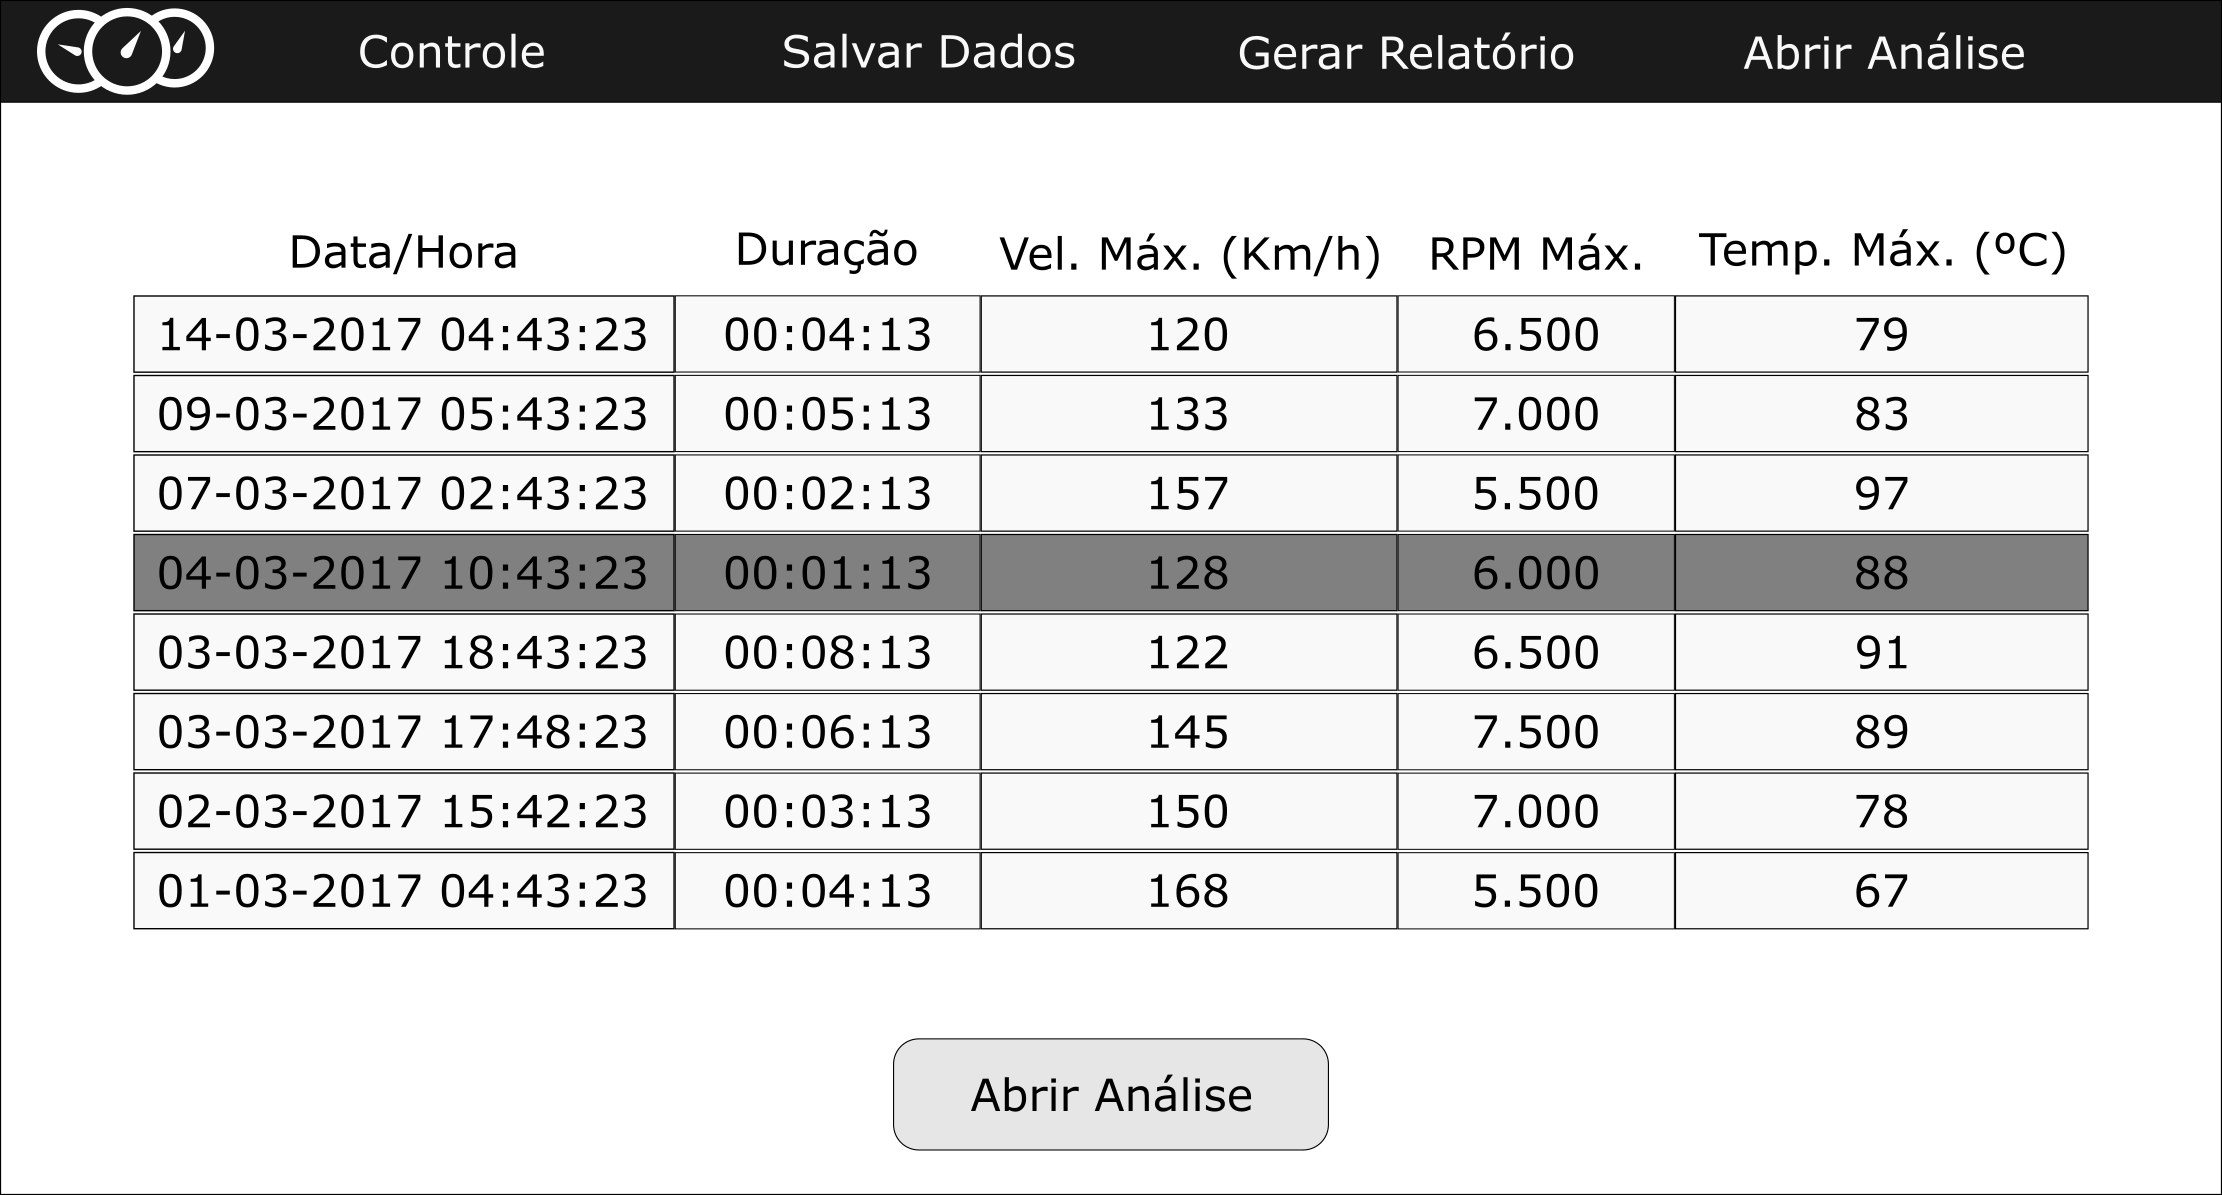 Controle Salvar Dados Gerar Relatório Abrir Análise
Data/Hora Duração Vel. Máx. (Km/h) RPM Máx. Temp. Máx. (ºC)
14-03-2017 04:43:23 00:04:13 120 6.500 79
09-03-2017 05:43:23 00:05:13 133 7.000 83
07-03-2017 02:43:23 00:02:13 157 5.500 97
04-03-2017 10:43:23 00:01:13 128 6.000 88
03-03-2017 18:43:23 00:08:13 122 6.500 91
03-03-2017 17:48:23 00:06:13 145 7.500 89
02-03-2017 15:42:23 00:03:13 150 7.000 78
01-03-2017 04:43:23 00:04:13 168 5.500 67
Abrir Análise